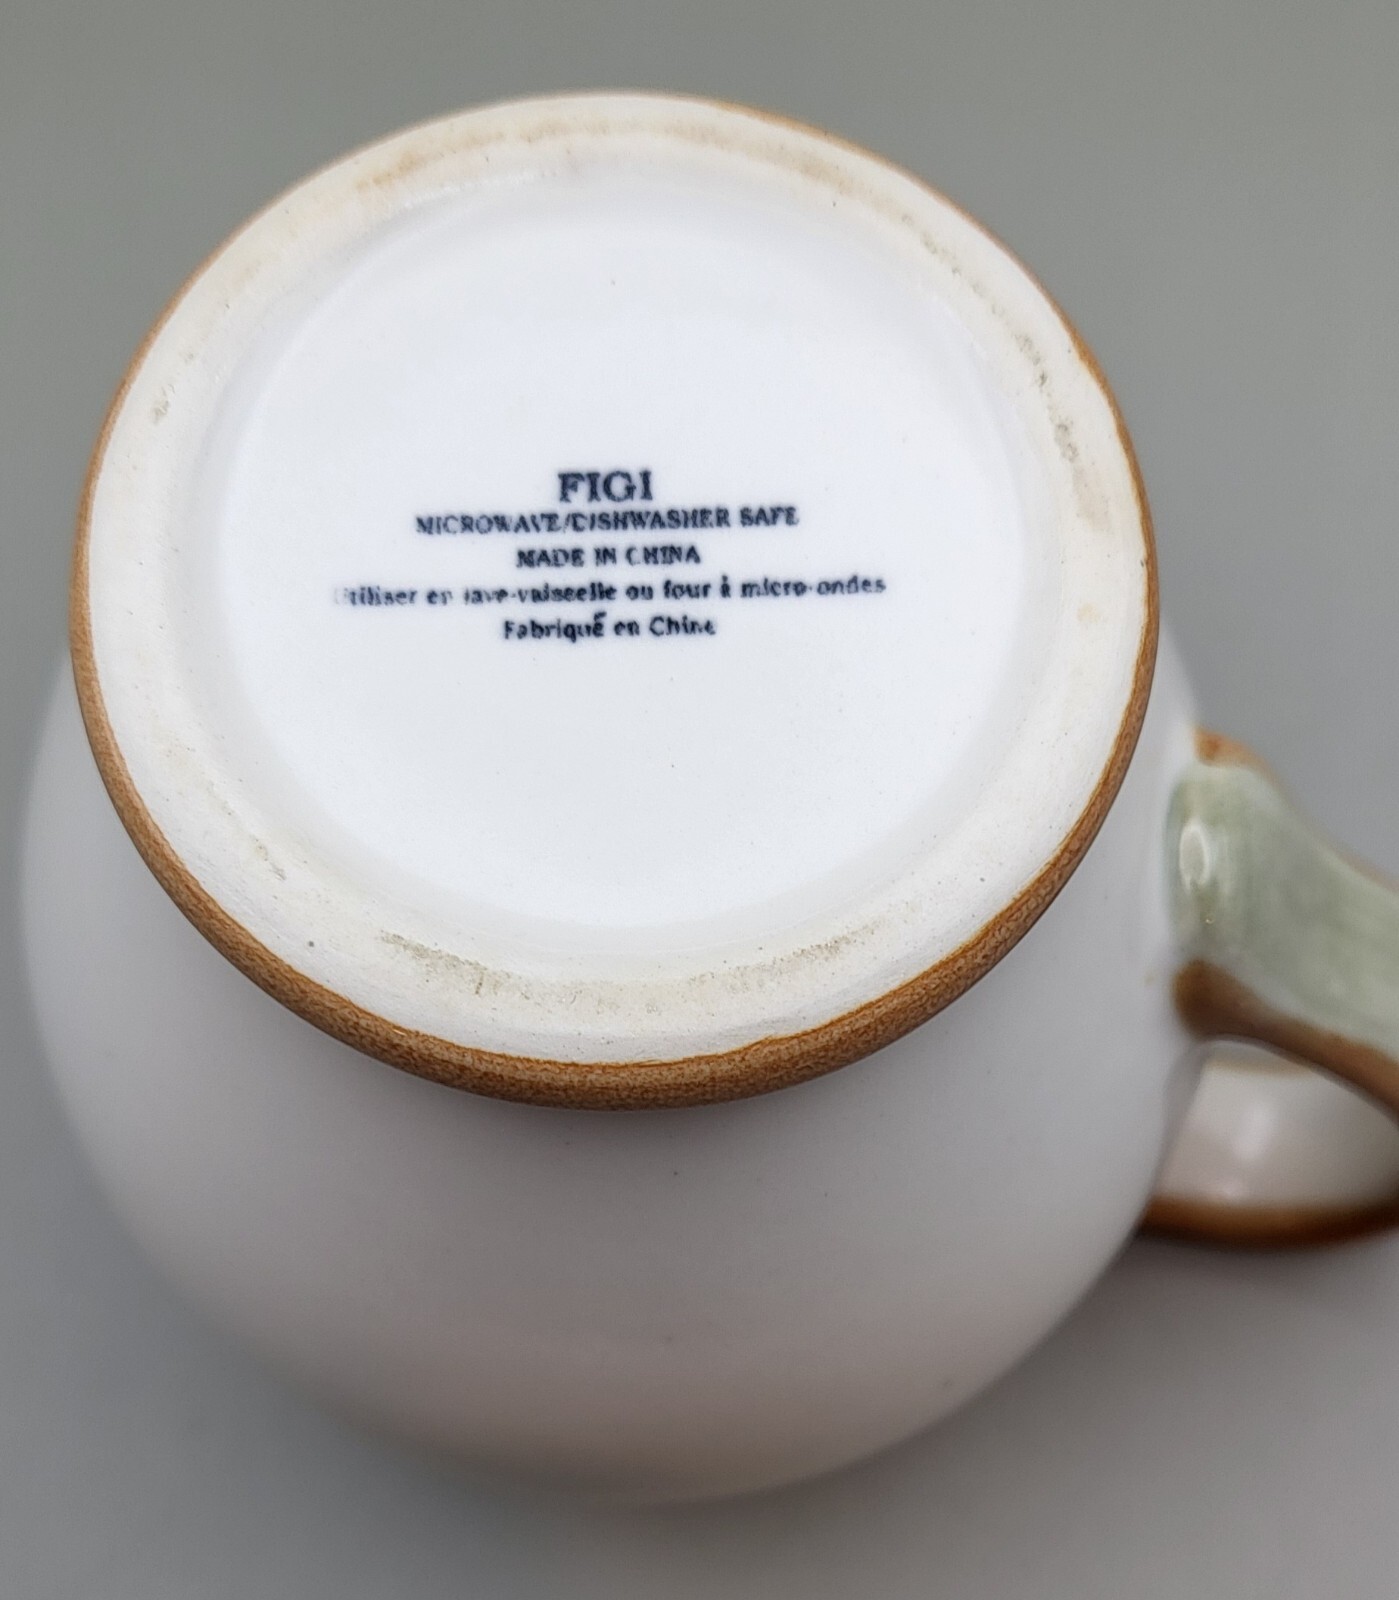 FIGI
MICROWAVE/DISHWASHER SAFE
MADE IN CHINA
Utiliser en lave-vaisselle ou four à micro-ondes
Fabriqué en Chine